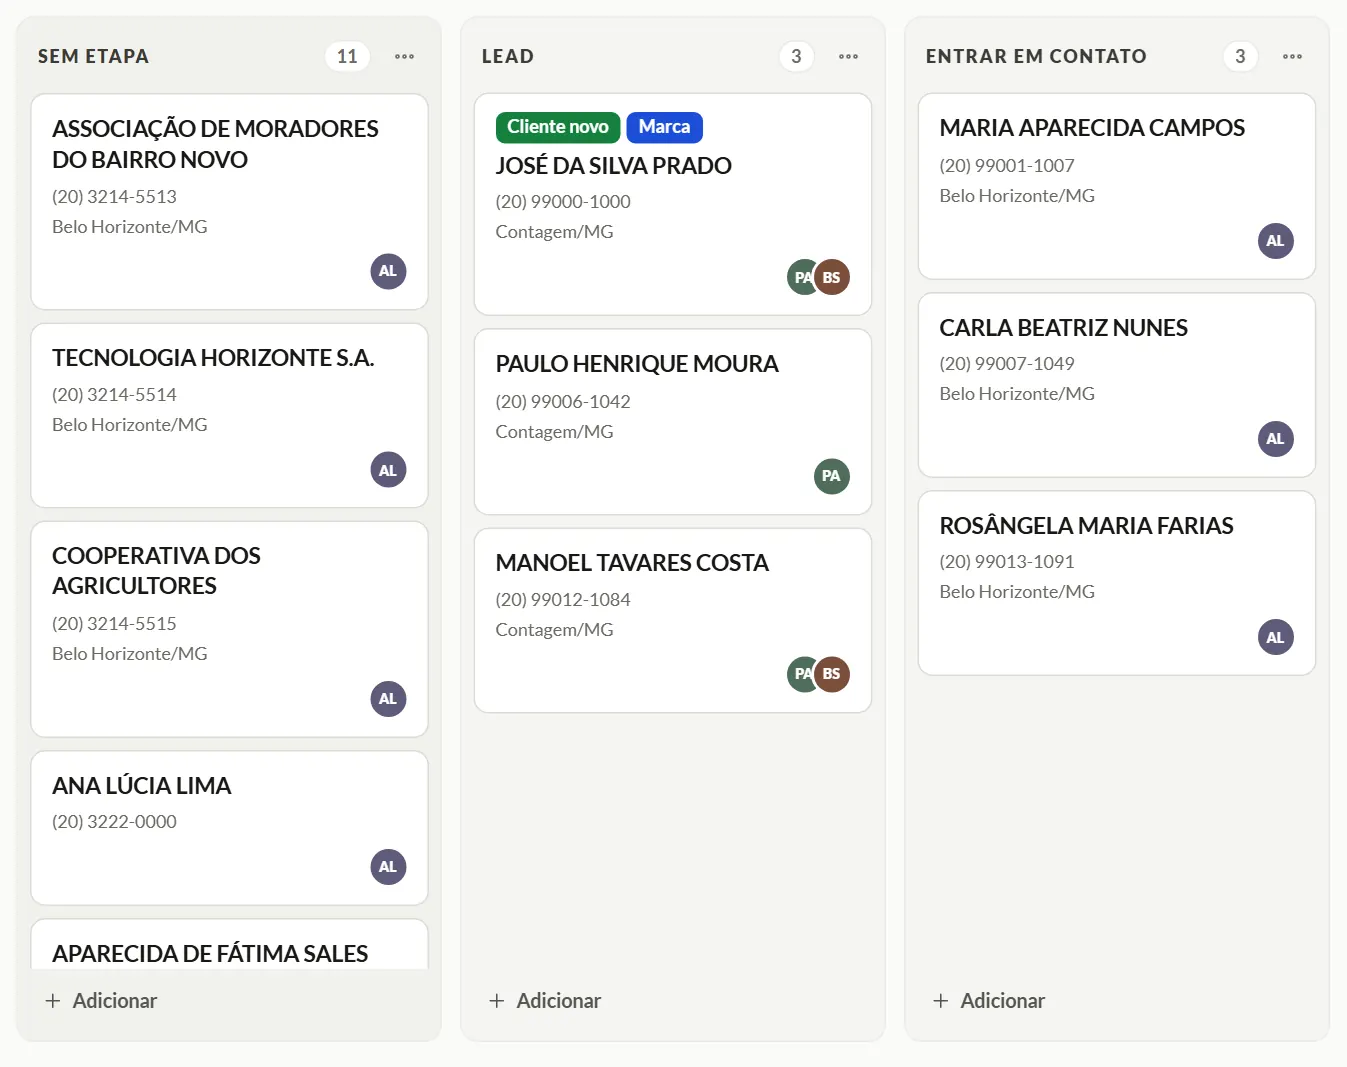 SEM ETAPA
11
ASSOCIAÇÃO DE MORADORES
DO BAIRRO NOVO
(20) 3214-5513
Belo Horizonte/MG
AL
TECNOLOGIA HORIZONTE S.A.
(20) 3214-5514
Belo Horizonte/MG
AL
COOPERATIVA DOS
AGRICULTORES
(20) 3214-5515
Belo Horizonte/MG
AL
ANA LÚCIA LIMA
(20) 3222-0000
AL
APARECIDA DE FÁTIMA SALES
+ Adicionar
LEAD
3
Cliente novo Marca
JOSÉ DA SILVA PRADO
(20) 99000-1000
Contagem/MG
PA BS
PAULO HENRIQUE MOURA
(20) 99006-1042
Contagem/MG
PA
MANOEL TAVARES COSTA
(20) 99012-1084
Contagem/MG
PA BS
+ Adicionar
ENTRAR EM CONTATO
3
MARIA APARECIDA CAMPOS
(20) 99001-1007
Belo Horizonte/MG
AL
CARLA BEATRIZ NUNES
(20) 99007-1049
Belo Horizonte/MG
AL
ROSÂNGELA MARIA FARIAS
(20) 99013-1091
Belo Horizonte/MG
AL
+ Adicionar